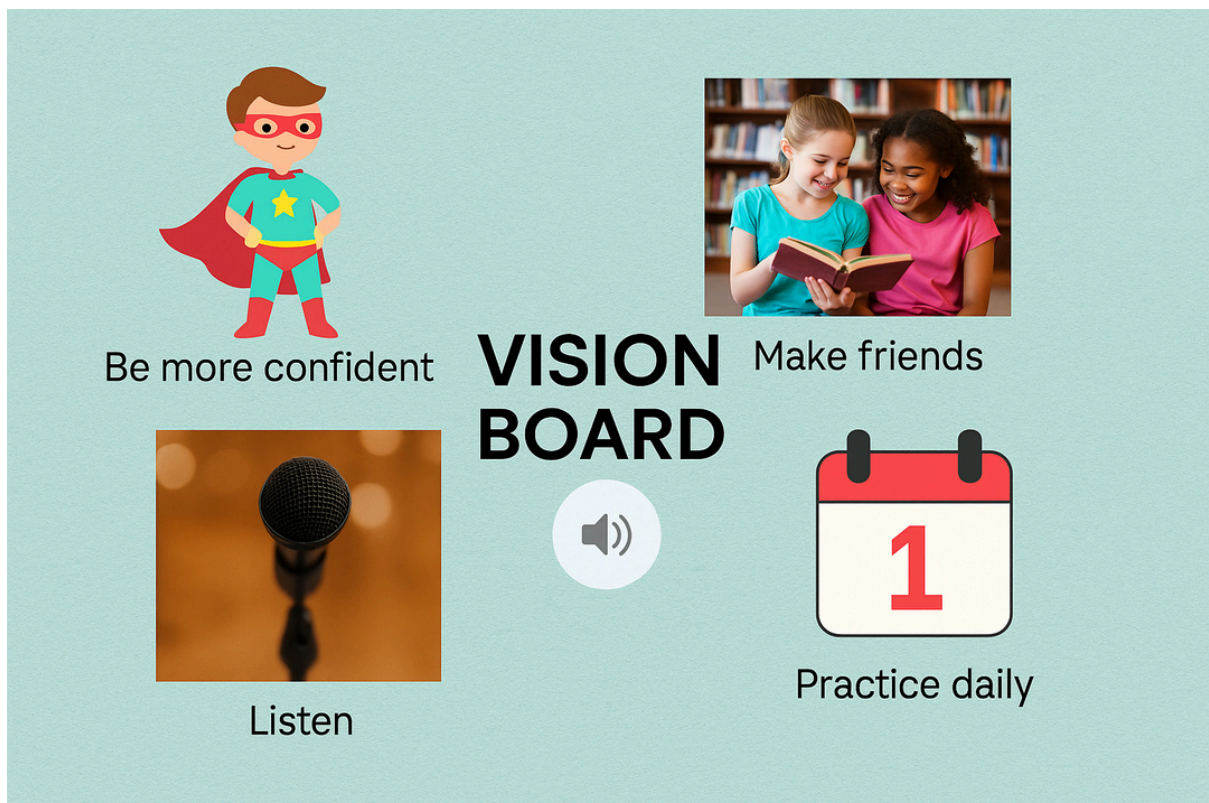 Be more confident
Make friends
VISION
BOARD
1
Listen
Practice daily